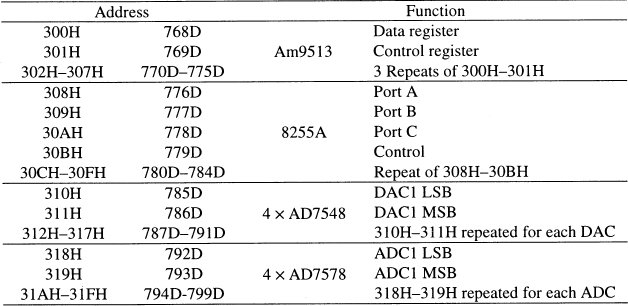 Address Function
300H 768D Data register
301H 769D Am9513 Control register
302H–307H 770D–775D 3 Repeats of 300H–301H
308H 776D Port A
309H 777D Port B
30AH 778D 8255A Port C
30BH 779D Control
30CH–30FH 780D–784D Repeat of 308H–30BH
310H 785D DAC1 LSB
311H 786D 4 × AD7548 DAC1 MSB
312H–317H 787D–791D 310H–311H repeated for each DAC
318H 792D ADC1 LSB
319H 793D 4 × AD7578 ADC1 MSB
31AH–31FH 794D-799D 318H–319H repeated for each ADC